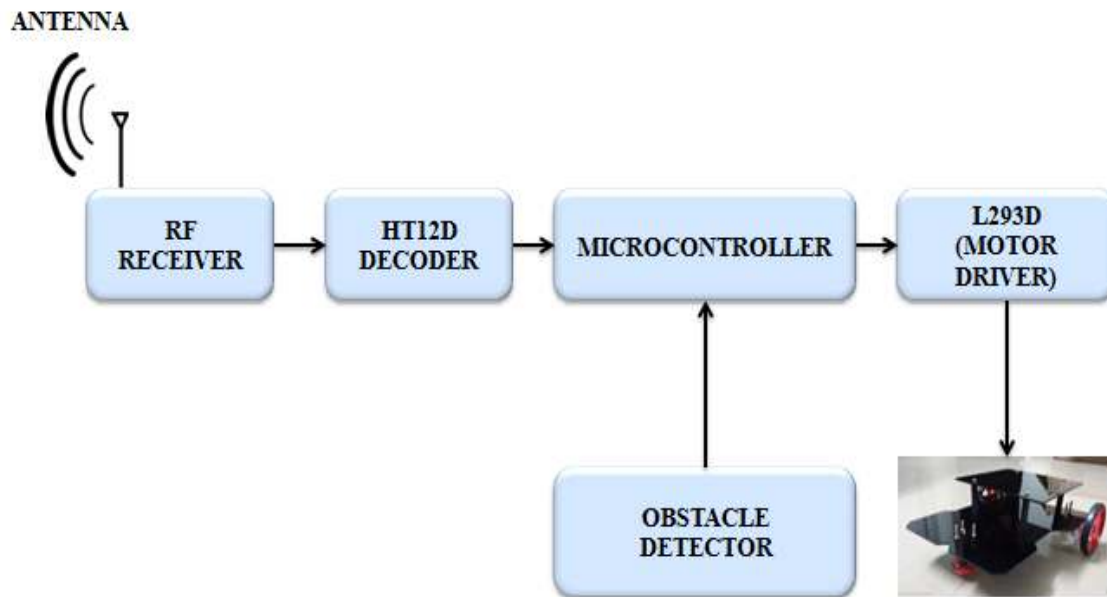 ANTENNA
RF
RECEIVER
HT12D
DECODER
MICROCONTROLLER
L293D
(MOTOR
DRIVER)
OBSTACLE
DETECTOR